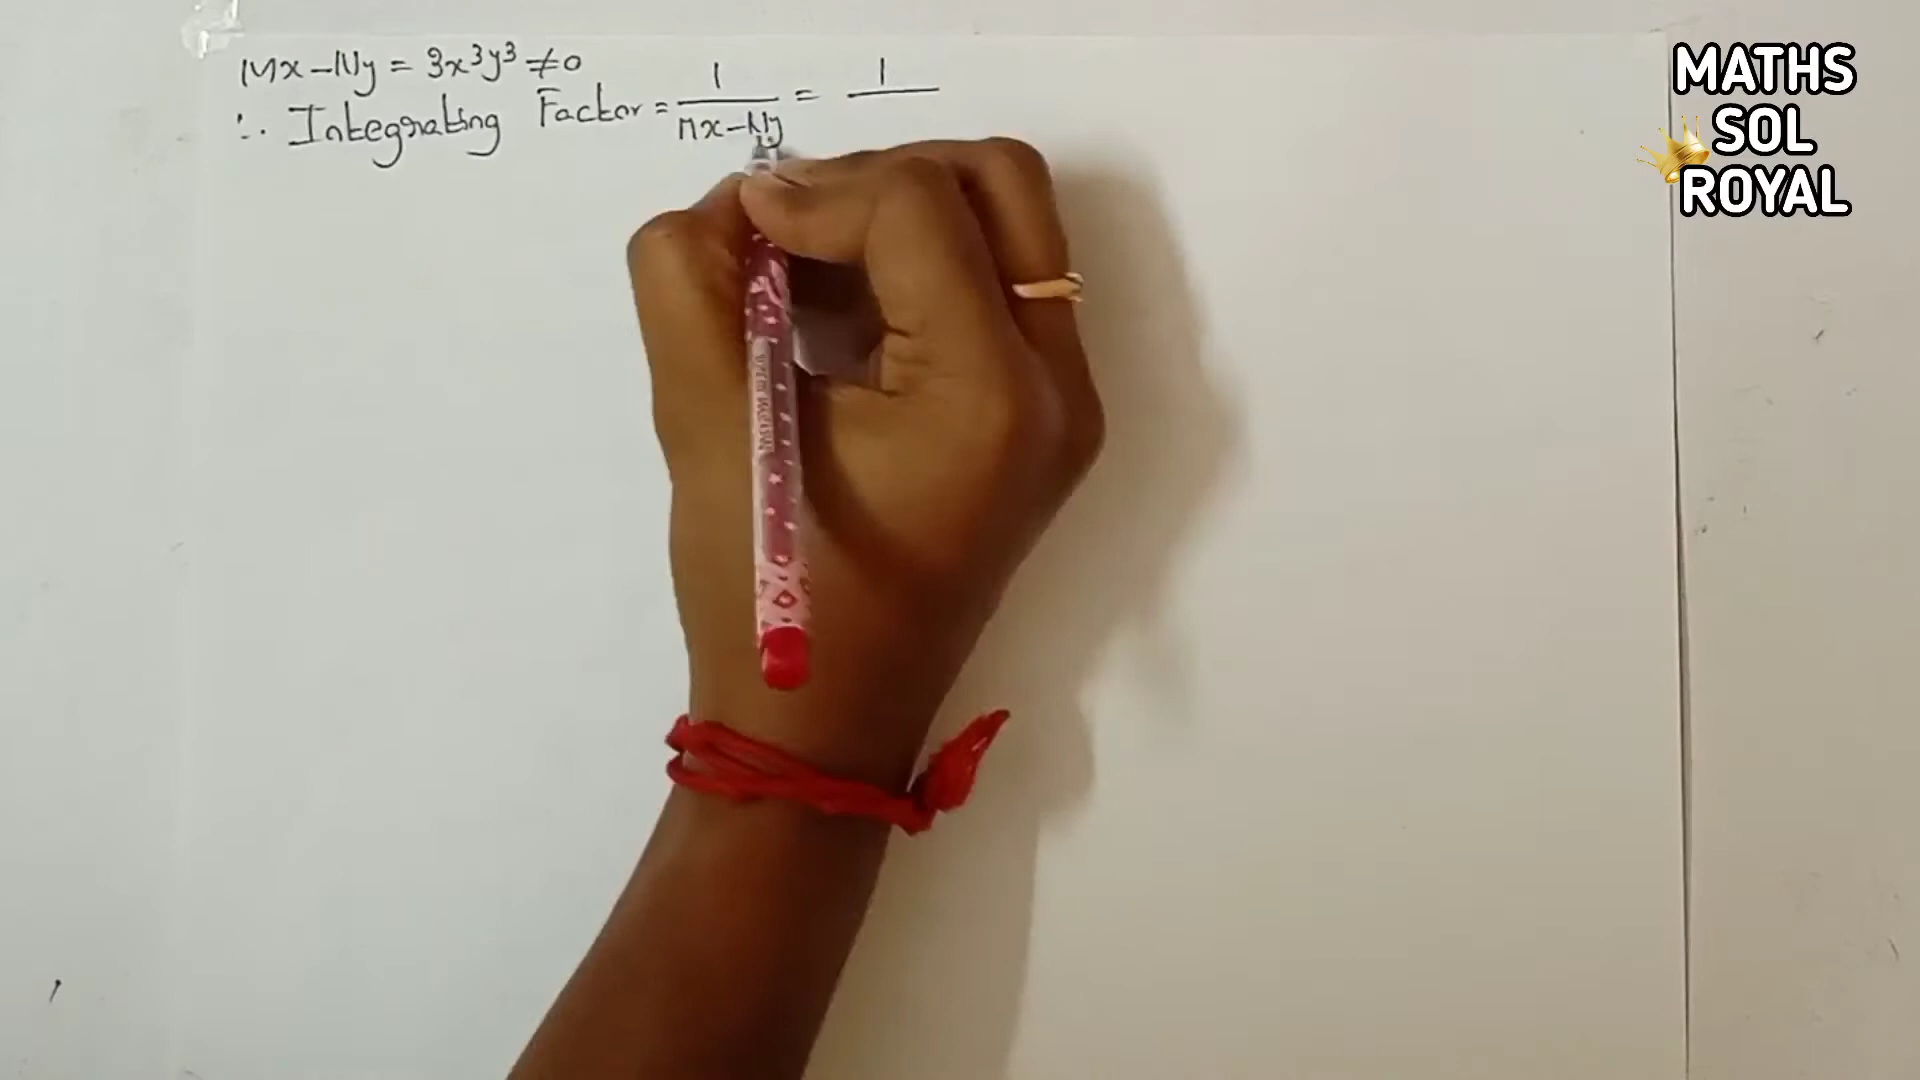 Mx-Ny = 3x³y³ ≠0
∴ Integrating Factor = 1/(Mx-Ny) = 1/
MATHS
SOL
ROYAL